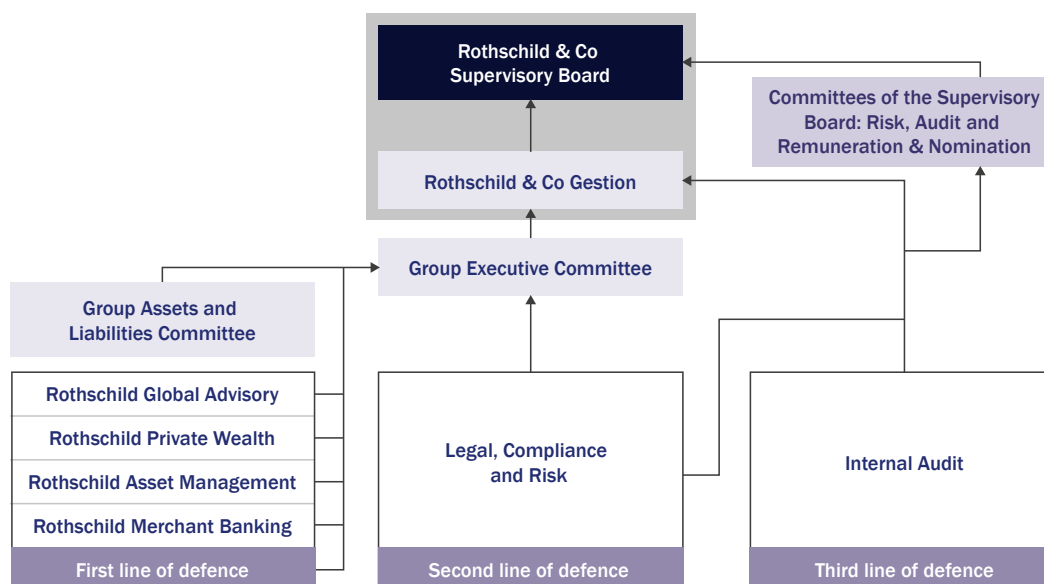 Rothschild & Co
Supervisory Board
Committees of the Supervisory
Board: Risk, Audit and
Remuneration & Nomination
Rothschild & Co Gestion
Group Executive Committee
Group Assets and
Liabilities Committee
Rothschild Global Advisory
Rothschild Private Wealth
Rothschild Asset Management
Rothschild Merchant Banking
First line of defence
Legal, Compliance
and Risk
Second line of defence
Internal Audit
Third line of defence